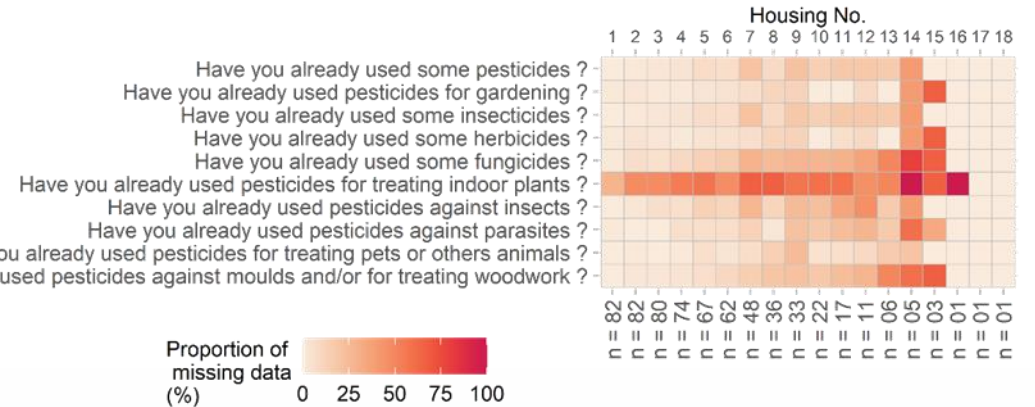 Housing No.
1 2 3 4 5 6 7 8 9 10 11 12 13 14 15 16 17 18
Have you already used some pesticides ?
Have you already used pesticides for gardening ?
Have you already used some insecticides ?
Have you already used some herbicides ?
Have you already used some fungicides ?
Have you already used pesticides for treating indoor plants ?
Have you already used pesticides against insects ?
Have you already used pesticides against parasites ?
ou already used pesticides for treating pets or others animals ?
used pesticides against moulds and/or for treating woodwork ?
n = 82 n = 82 n = 80 n = 74 n = 67 n = 62 n = 48 n = 36 n = 33 n = 22 n = 17 n = 11 n = 06 n = 05 n = 03 n = 01 n = 01 n = 01
Proportion of
missing data
(%)
0 25 50 75 100